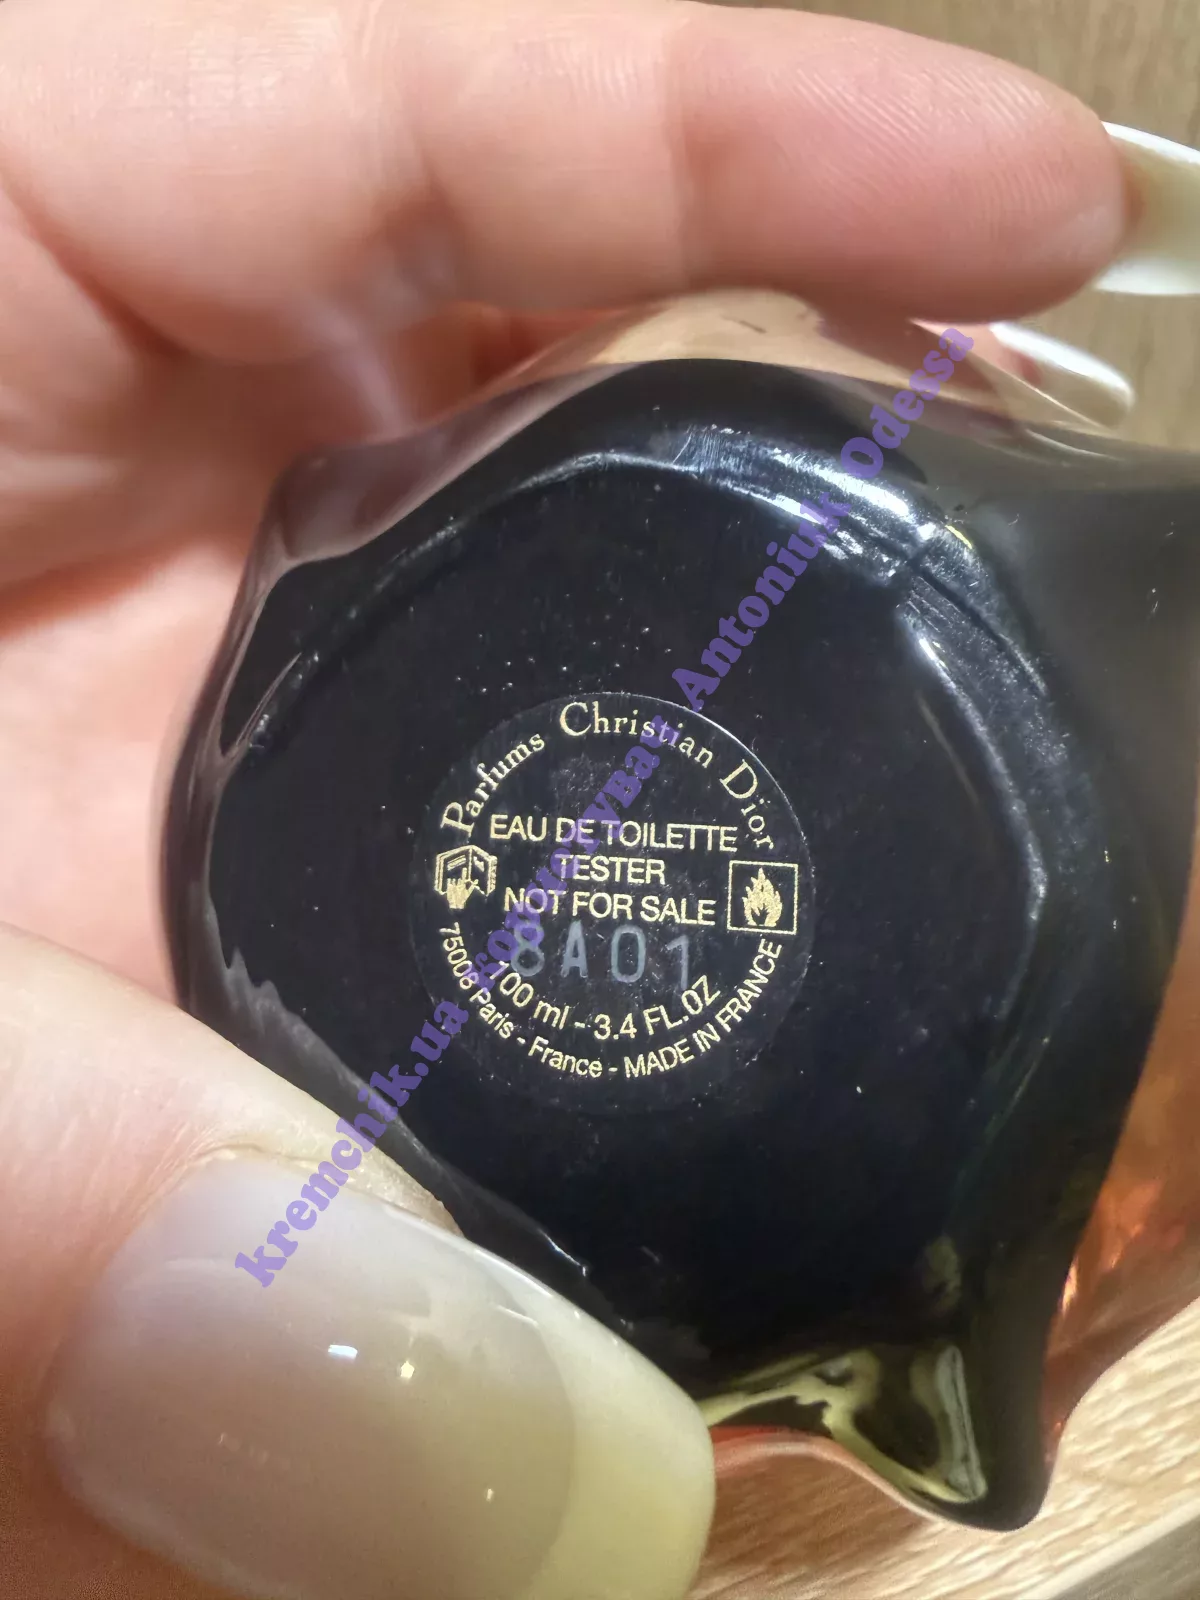 Parfums Christian Dior
EAU DE TOILETTE
TESTER
NOT FOR SALE
8A01
100 ml - 3.4 FL.OZ
75008 Paris - France - MADE IN FRANCE
kremchik.ua Antoniuk Odessa